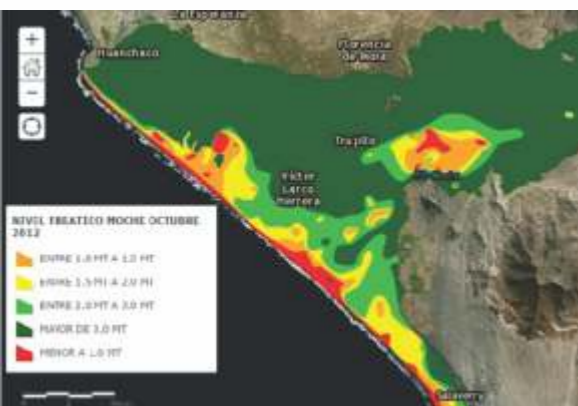 La Esperanza
Huanchaco
Florencia
de Mora
Trujillo
Víctor
Larco
Herrera
NIVEL FREATICO MOCHE OCTUBRE
2012
ENTRE 1.0 MT A 1.5 MT
ENTRE 1.5 MT A 2.0 MT
ENTRE 2.0 MT A 3.0 MT
MAYOR DE 3.0 MT
MENOR A 1.0 MT
Salaverry